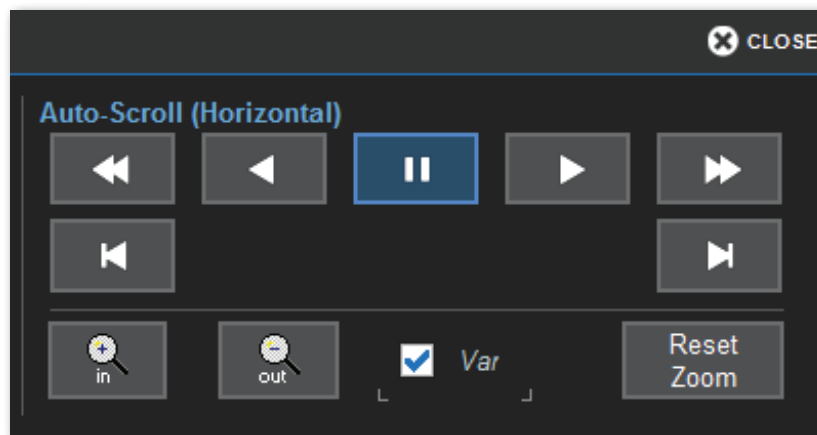 CLOSE
Auto-Scroll (Horizontal)
in
out
Var
Reset
Zoom